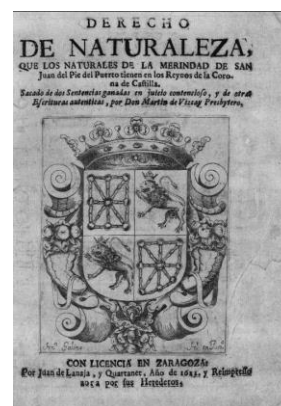 DERECHO
DE NATURALEZA,
QUE LOS NATURALES DE LA MERINDAD DE SAN
Juan del Pie del Puerto tienen en los Reynos de la Coro-
na de Castilla.
Sacado de dos Sentencias ganadas en juizio contencioso, y de otras
Escrituras autenticas, por Don Martin de Vizcay Presbytero,
CON LICENCIA EN ZARAGOZA:
Por Juan de Lanaja, y Quartanet. Año de 1621, y Reimpresso
aora por sus Herederos,